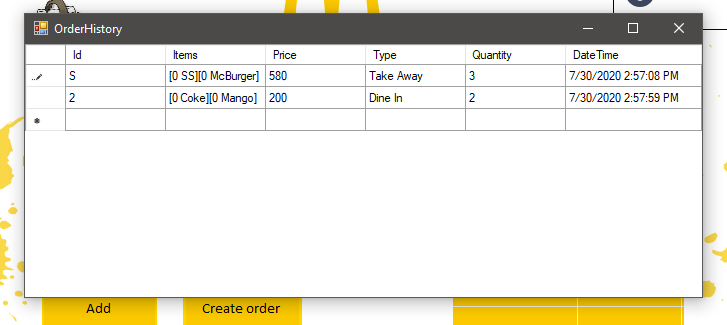 OrderHistory
Id Items Price Type Quantity DateTime
S [0 SS][0 McBurger] 580 Take Away 3 7/30/2020 2:57:08 PM
2 [0 Coke][0 Mango] 200 Dine In 2 7/30/2020 2:57:59 PM
Add Create order